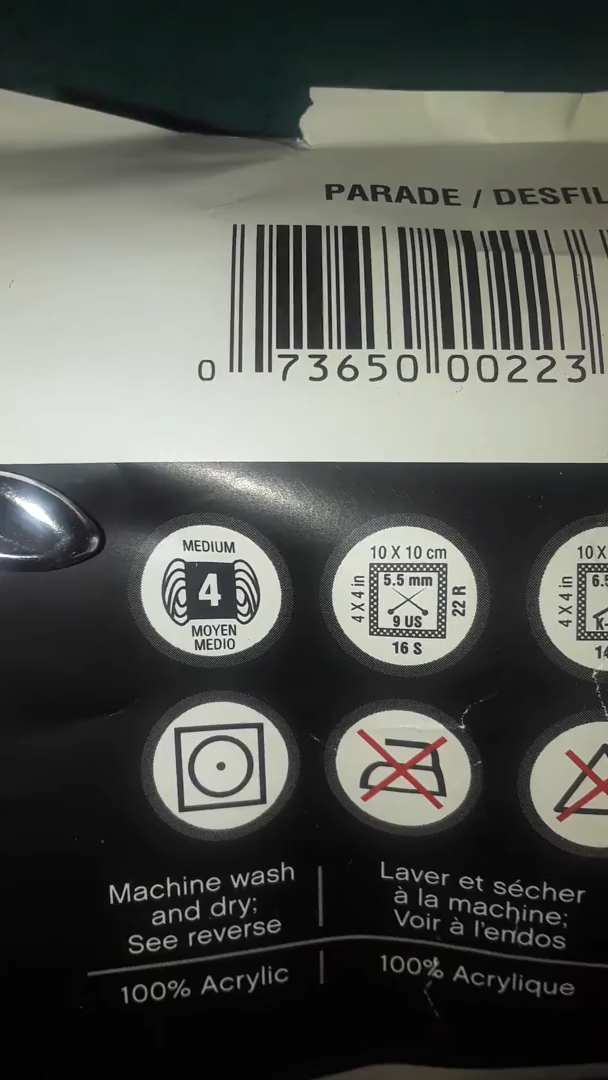 PARADE / DESFIL
0 73650 00223
MEDIUM
4
MOYEN
MEDIO
10 X 10 cm
4 X 4 in
5.5 mm
9 US
22 R
16 S
10 X
4 X 4 in
6.5
K-
14
Machine wash
and dry;
See reverse
Laver et sécher
à la machine;
Voir à l'endos
100% Acrylic
100% Acrylique